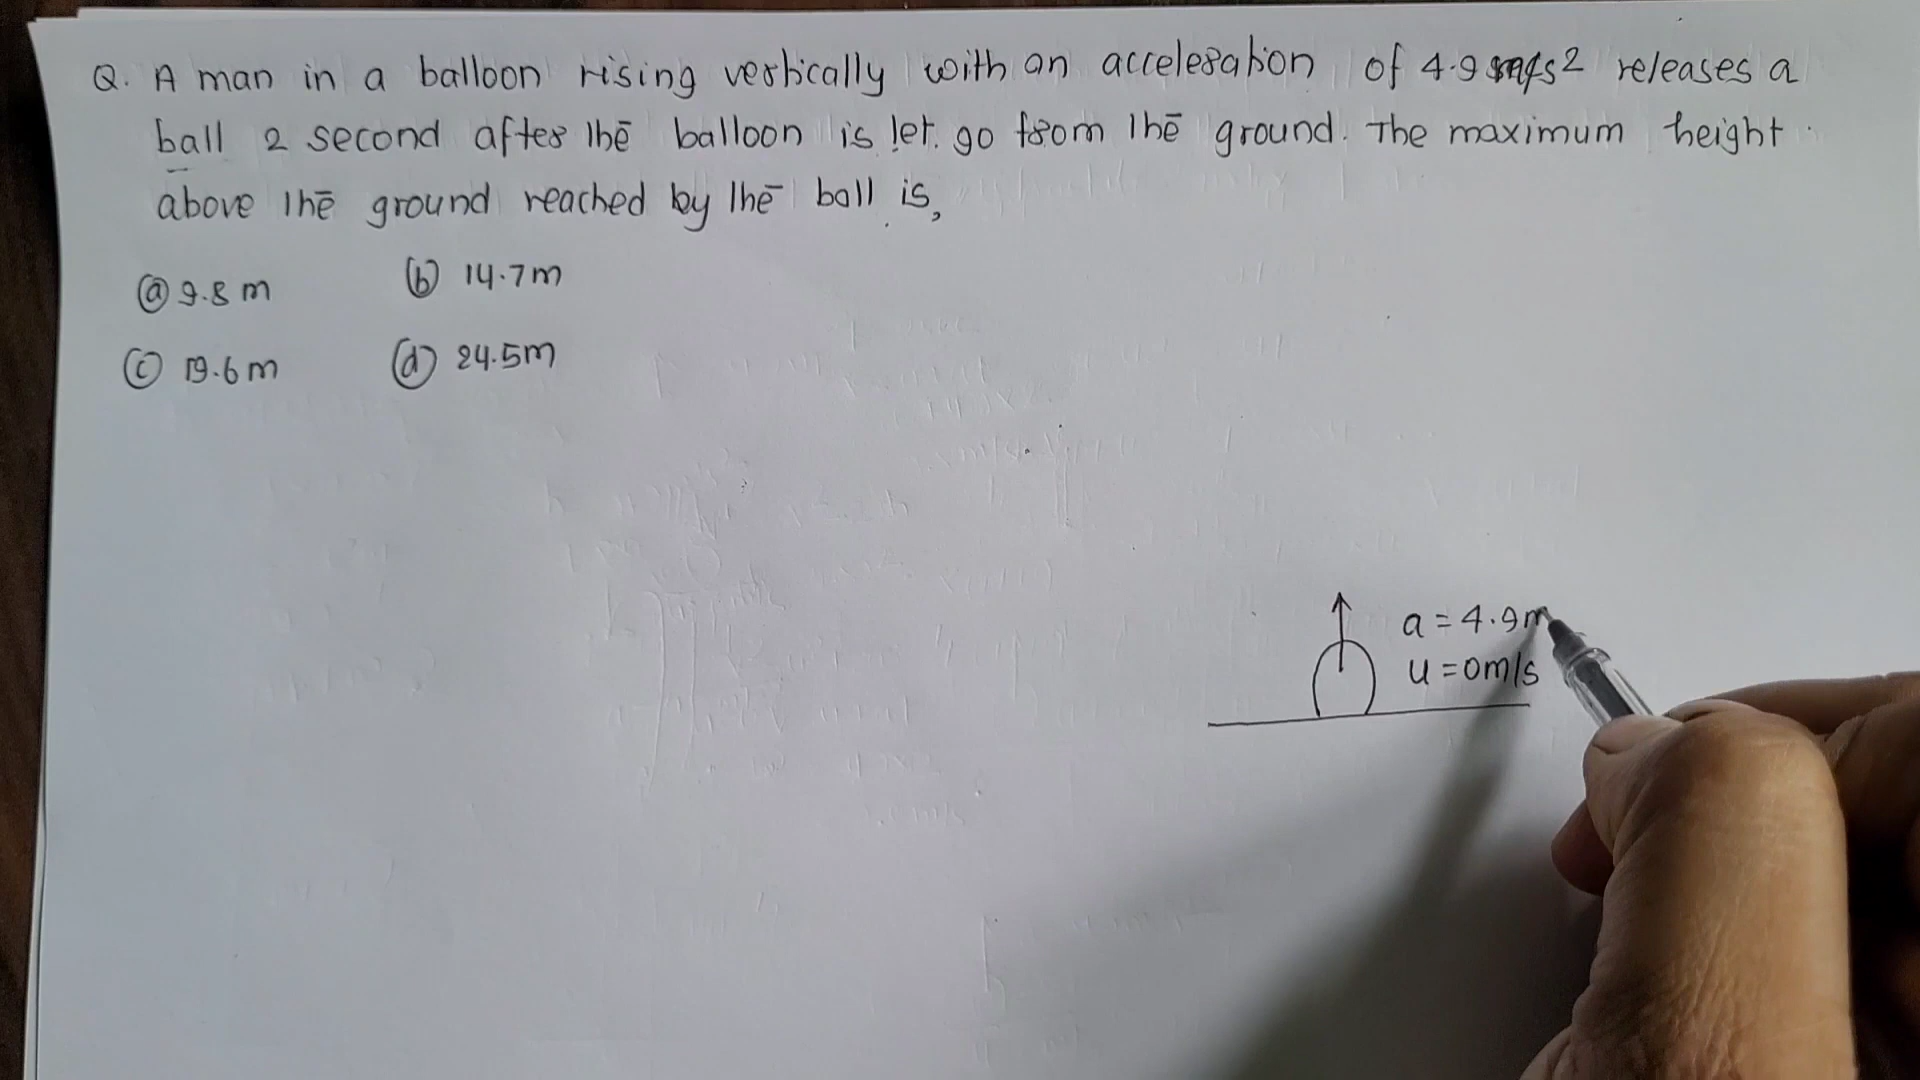 Q. A man in a balloon rising vertically with an acceleration of 4.9 m/s2 releases a
ball 2 second after the balloon is let go from the ground. The maximum height
above the ground reached by the ball is,
(a) 9.8 m (b) 14.7m
(c) 19.6m (d) 24.5m
a = 4.9m
u = 0m/s